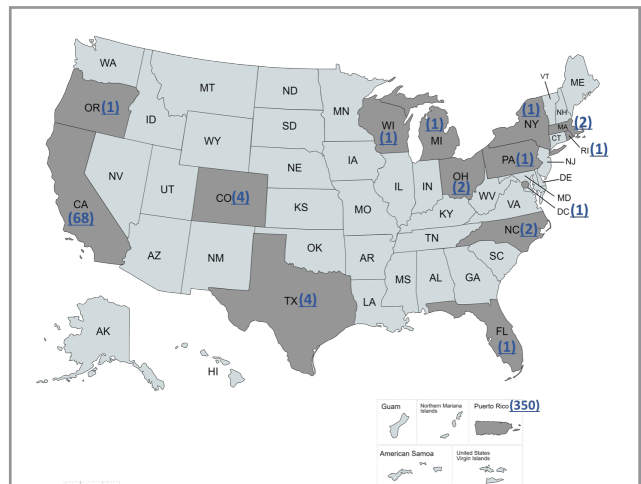 WA
MT
ND
MN
VT
ME
OR (1)
ID
SD
WI
(1)
(1)
MI
(1)
NY
NH
MA (2)
CT
RI (1)
WY
NE
IA
PA (1)
NJ
NV
UT
CO (4)
IL
IN
OH
(2)
DE
MD
WV
VA
DC (1)
CA
(68)
KS
MO
KY
NC (2)
TN
AZ
NM
OK
AR
SC
MS
AL
GA
TX (4)
LA
FL
(1)
AK
HI
Guam
Northern Mariana
Islands
Puerto Rico (350)
American Samoa
United States
Virgin Islands